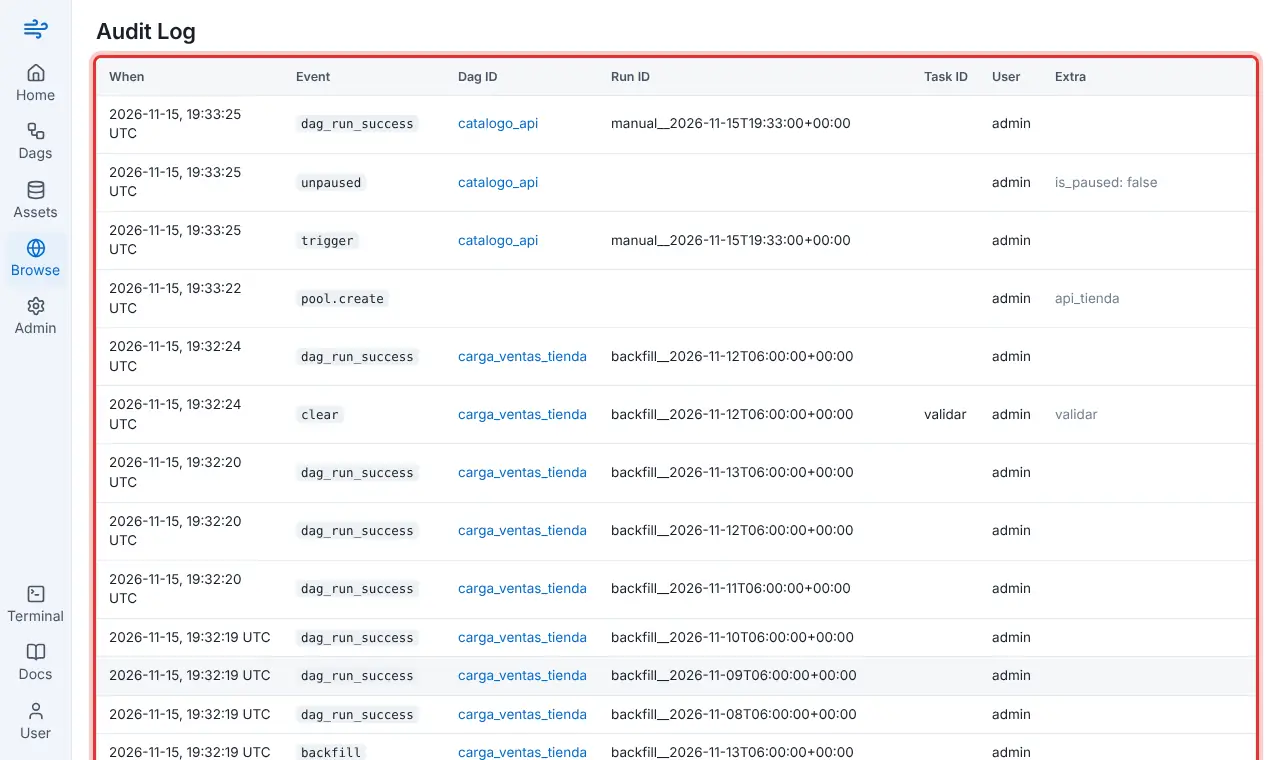 Audit Log
Home
Dags
Assets
Browse
Admin
Terminal
Docs
User
When Event Dag ID Run ID Task ID User Extra
2026-11-15, 19:33:25 UTC dag_run_success catalogo_api manual__2026-11-15T19:33:00+00:00 admin
2026-11-15, 19:33:25 UTC unpaused catalogo_api admin is_paused: false
2026-11-15, 19:33:25 UTC trigger catalogo_api manual__2026-11-15T19:33:00+00:00 admin
2026-11-15, 19:33:22 UTC pool.create admin api_tienda
2026-11-15, 19:32:24 UTC dag_run_success carga_ventas_tienda backfill__2026-11-12T06:00:00+00:00 admin
2026-11-15, 19:32:24 UTC clear carga_ventas_tienda backfill__2026-11-12T06:00:00+00:00 validar admin validar
2026-11-15, 19:32:20 UTC dag_run_success carga_ventas_tienda backfill__2026-11-13T06:00:00+00:00 admin
2026-11-15, 19:32:20 UTC dag_run_success carga_ventas_tienda backfill__2026-11-12T06:00:00+00:00 admin
2026-11-15, 19:32:20 UTC dag_run_success carga_ventas_tienda backfill__2026-11-11T06:00:00+00:00 admin
2026-11-15, 19:32:19 UTC dag_run_success carga_ventas_tienda backfill__2026-11-10T06:00:00+00:00 admin
2026-11-15, 19:32:19 UTC dag_run_success carga_ventas_tienda backfill__2026-11-09T06:00:00+00:00 admin
2026-11-15, 19:32:19 UTC dag_run_success carga_ventas_tienda backfill__2026-11-08T06:00:00+00:00 admin
2026-11-15, 19:32:19 UTC backfill carga_ventas_tienda backfill__2026-11-13T06:00:00+00:00 admin